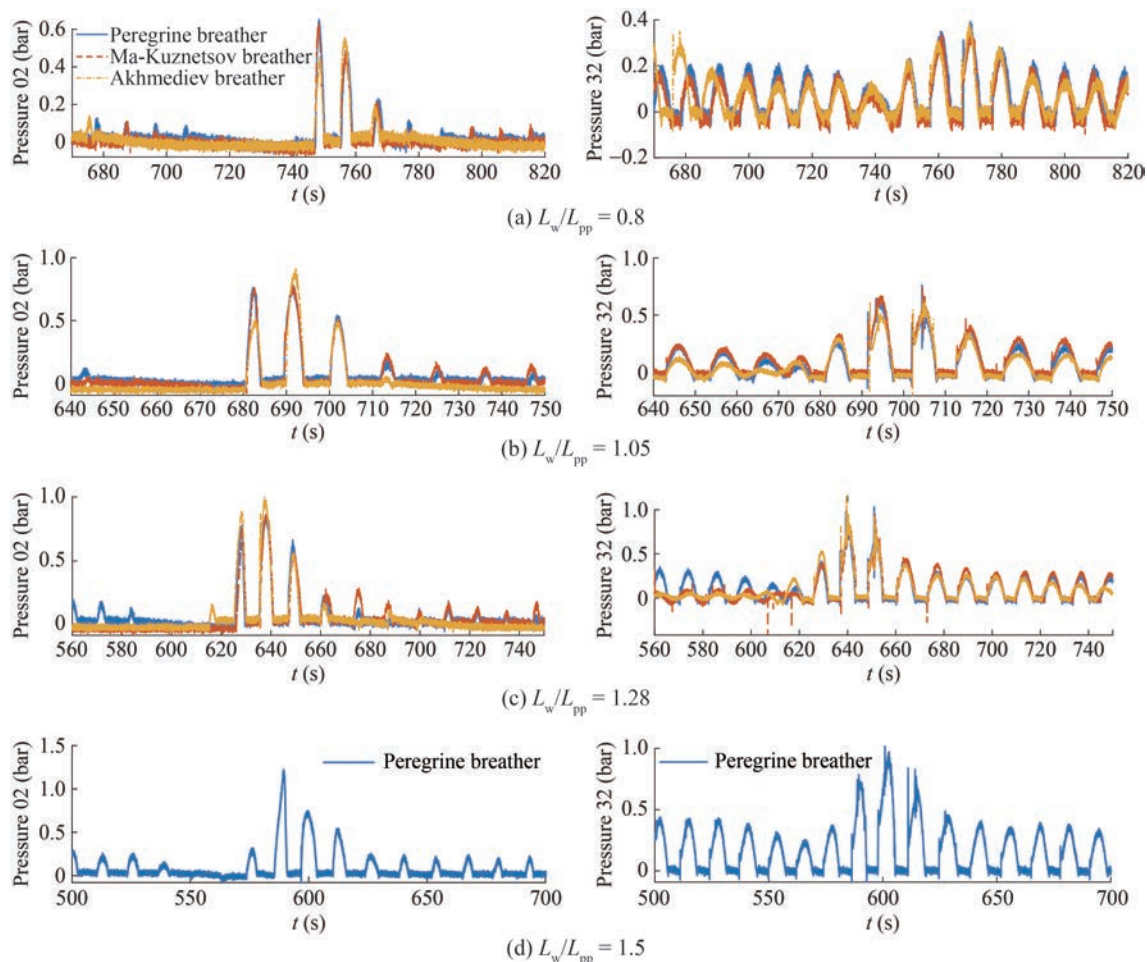 Pressure 02 (bar)
0.6
0.4
0.2
0
Peregrine breather
Ma-Kuznetsov breather
Akhmediev breather
680 700 720 740 760 780 800 820
t (s)
Pressure 32 (bar)
0.4
0.2
0
−0.2
680 700 720 740 760 780 800 820
t (s)
(a) Lw/Lpp = 0.8
Pressure 02 (bar)
1.0
0.5
0
640 650 660 670 680 690 700 710 720 730 740 750
t (s)
Pressure 32 (bar)
1.0
0.5
0
640 650 660 670 680 690 700 710 720 730 740 750
t (s)
(b) Lw/Lpp = 1.05
Pressure 02 (bar)
1.0
0.5
0
560 580 600 620 640 660 680 700 720 740
t (s)
Pressure 32 (bar)
1.0
0.5
0
560 580 600 620 640 660 680 700 720 740
t (s)
(c) Lw/Lpp = 1.28
Pressure 02 (bar)
1.5
1.0
0.5
0
Peregrine breather
500 550 600 650 700
t (s)
Pressure 32 (bar)
1.0
0.5
0
Peregrine breather
500 550 600 650 700
t (s)
(d) Lw/Lpp = 1.5